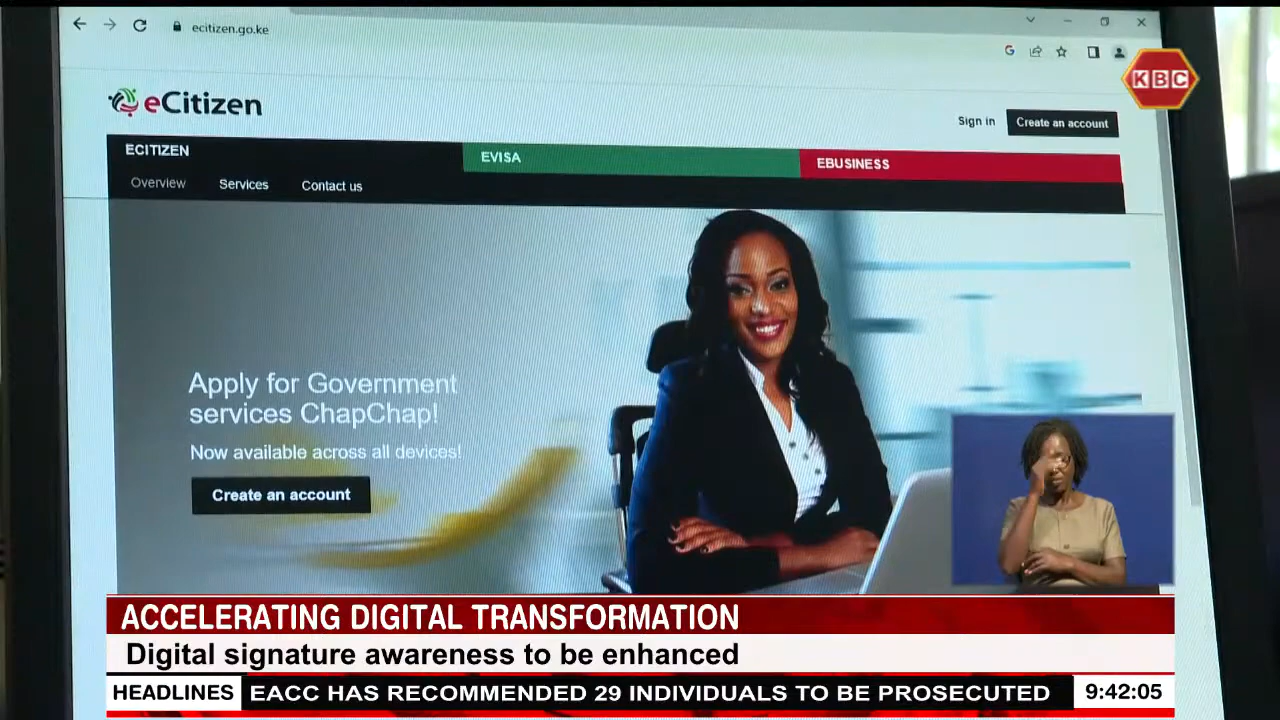 ecitizen.go.ke
KBC
eCitizen
Sign in
Create an account
ECITIZEN
EVISA
EBUSINESS
Overview
Services
Contact us
Apply for Government
services ChapChap!
Now available across all devices!
Create an account
ACCELERATING DIGITAL TRANSFORMATION
Digital signature awareness to be enhanced
HEADLINES
EACC HAS RECOMMENDED 29 INDIVIDUALS TO BE PROSECUTED
9:42:05